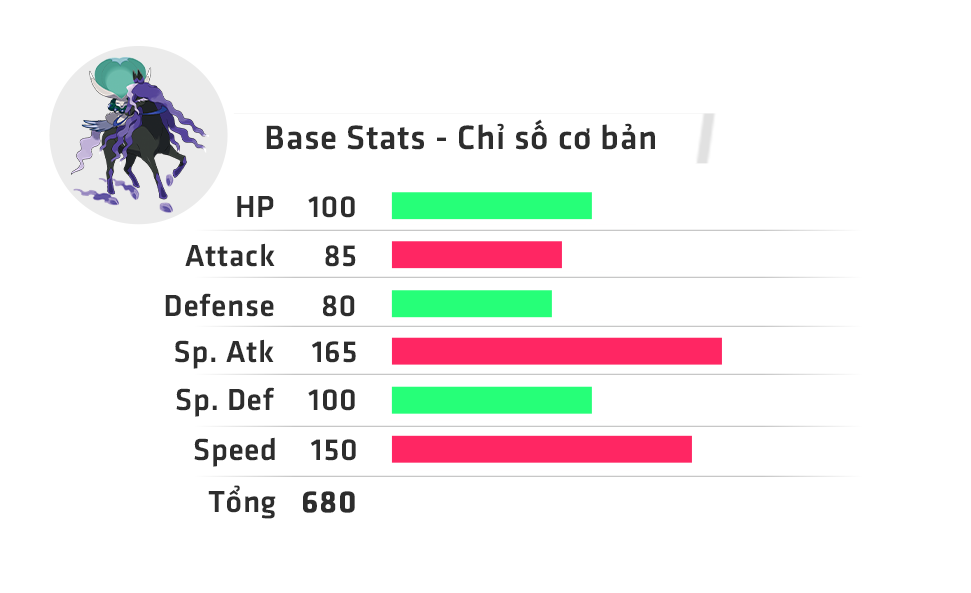 Base Stats - Chỉ số cơ bản
HP 100
Attack 85
Defense 80
Sp. Atk 165
Sp. Def 100
Speed 150
Tổng 680